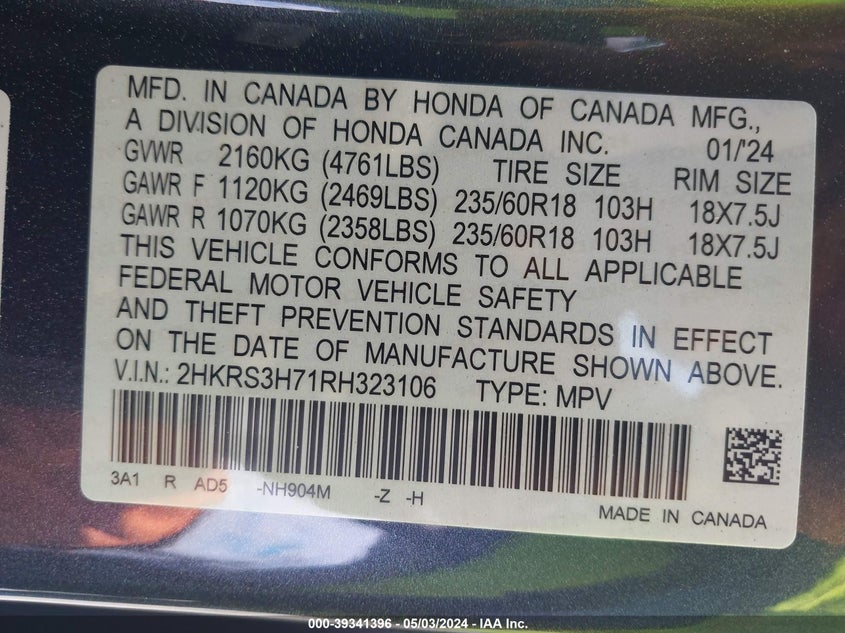 MFD. IN CANADA BY HONDA OF CANADA MFG.,
A DIVISION OF HONDA CANADA INC. 01/'24
GVWR 2160KG (4761LBS) TIRE SIZE RIM SIZE
GAWR F 1120KG (2469LBS) 235/60R18 103H 18X7.5J
GAWR R 1070KG (2358LBS) 235/60R18 103H 18X7.5J
THIS VEHICLE CONFORMS TO ALL APPLICABLE
FEDERAL MOTOR VEHICLE SAFETY
AND THEFT PREVENTION STANDARDS IN EFFECT
ON THE DATE OF MANUFACTURE SHOWN ABOVE.
V.I.N.: 2HKRS3H71RH323106 TYPE: MPV
3A1 R AD5 -NH904M -Z -H
MADE IN CANADA
000-39341396 - 05/03/2024 - IAA Inc.